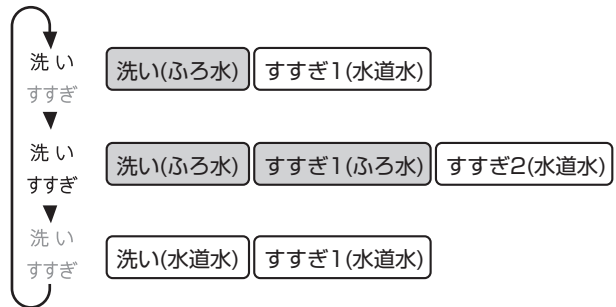 洗い 洗い(ふろ水) すすぎ1(水道水)
すすぎ
洗い 洗い(ふろ水) すすぎ1(ふろ水) すすぎ2(水道水)
すすぎ
洗い 洗い(水道水) すすぎ1(水道水)
すすぎ